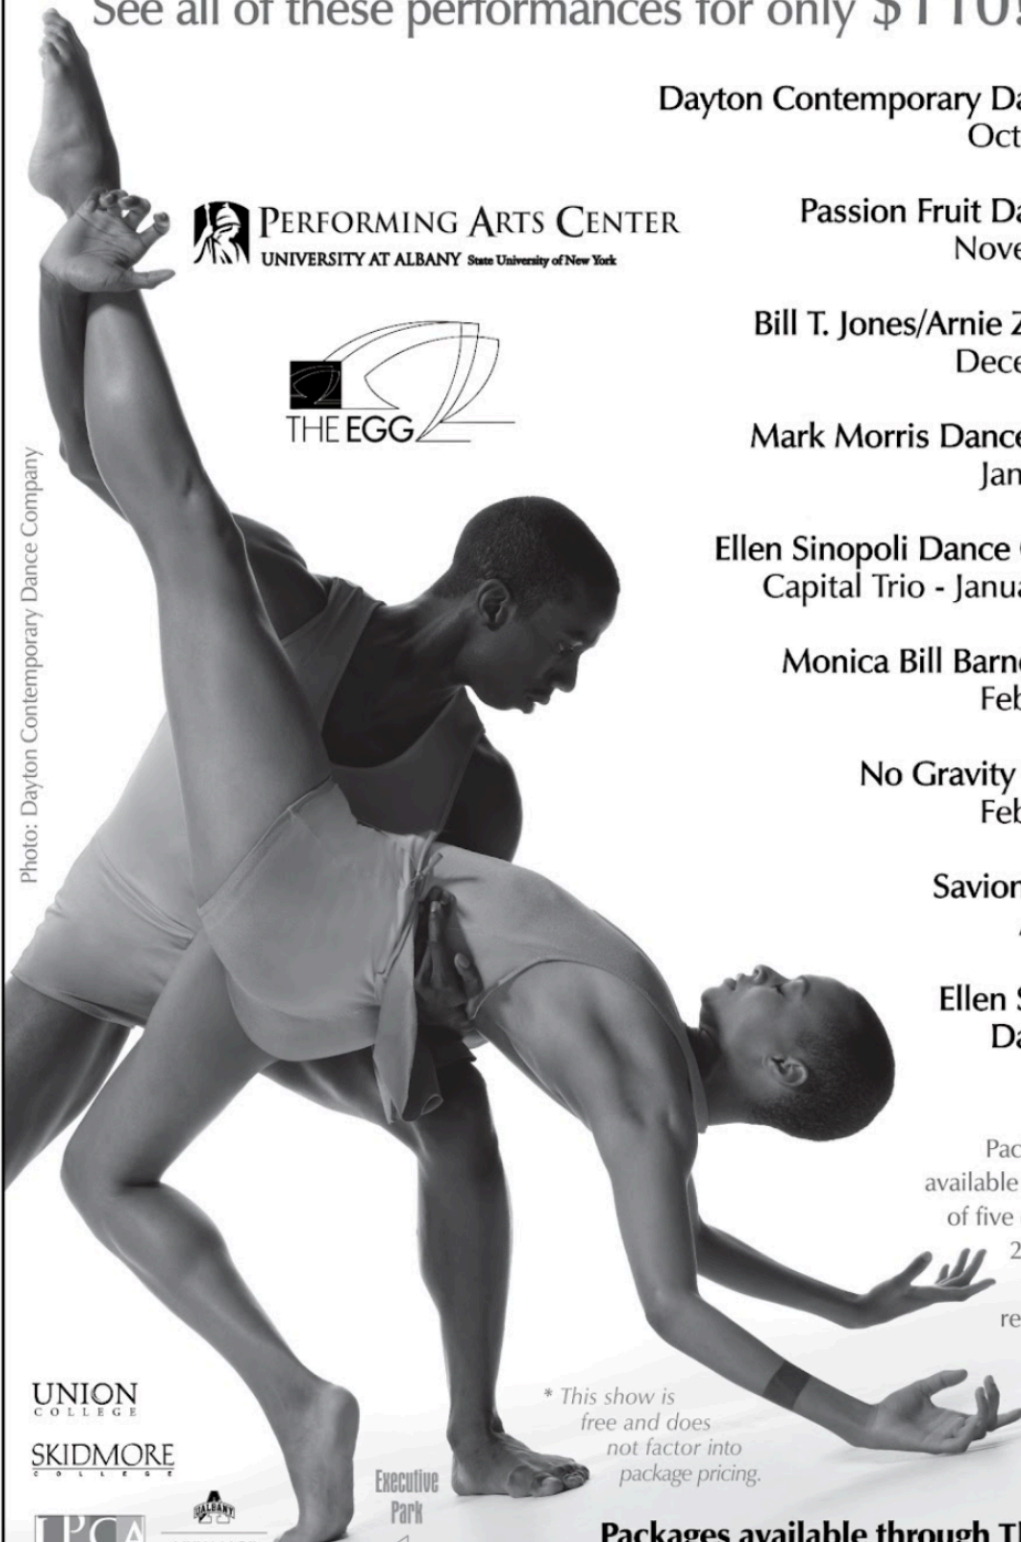 See all of these performances for only $110!
Dayton Contemporary Da
Oct
PERFORMING ARTS CENTER
UNIVERSITY AT ALBANY State University of New York
Passion Fruit Da
Nove
Bill T. Jones/Arnie Z
Dece
THE EGG
Mark Morris Dance
Jan
Photo: Dayton Contemporary Dance Company
Ellen Sinopoli Dance
Capital Trio - Janua
Monica Bill Barne
Feb
No Gravity
Feb
Savion
Ellen S
Da
Pac
available
of five
2
re
UNION
COLLEGE
SKIDMORE
COLLEGE
* This show is
free and does
not factor into
package pricing.
Executive
Park
ALBANY
Packages available through Th